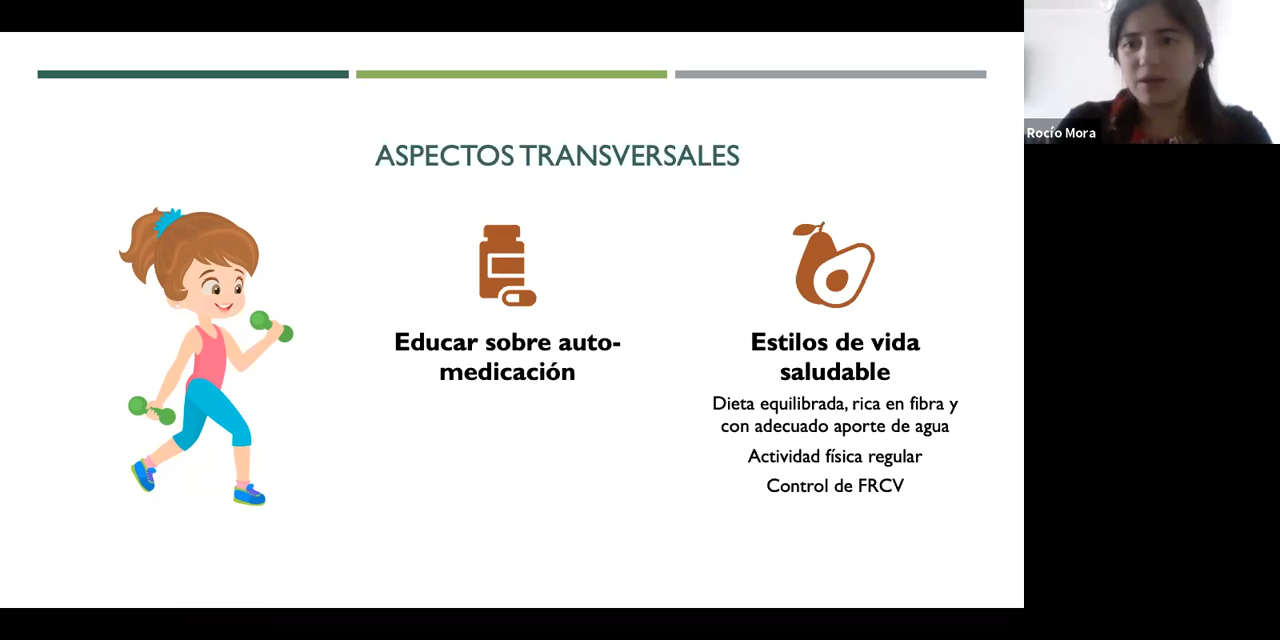 ASPECTOS TRANSVERSALES
Educar sobre auto-
medicación
Estilos de vida
saludable
Dieta equilibrada, rica en fibra y
con adecuado aporte de agua
Actividad física regular
Control de FRCV
Rocío Mora